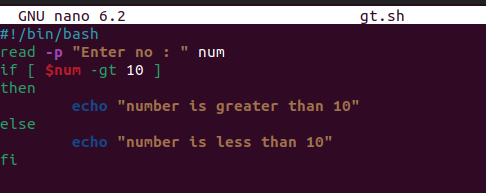 GNU nano 6.2 gt.sh
#!/bin/bash
read -p "Enter no : " num
if [ $num -gt 10 ]
then
        echo "number is greater than 10"
else
        echo "number is less than 10"
fi